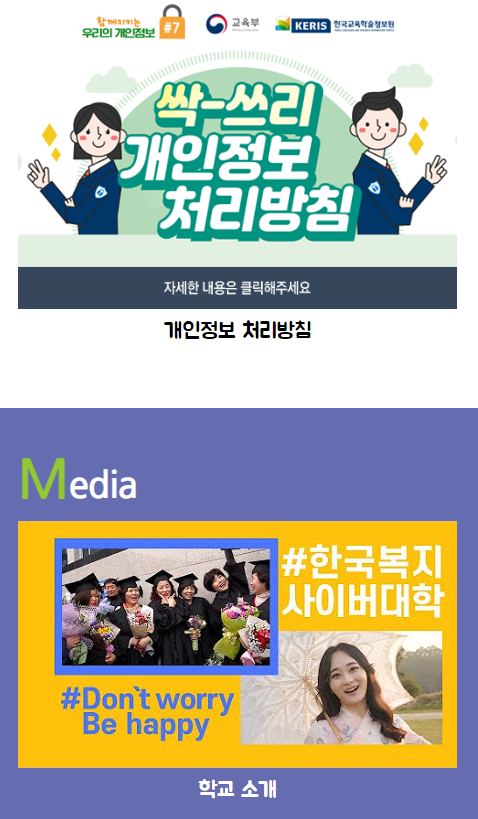 함께지키는
우리의 개인정보 #7
교육부
Ministry of Education
KERIS 한국교육학술정보원
싹-쓰리
개인정보
처리방침
자세한 내용은 클릭해주세요
개인정보 처리방침
Media
#한국복지
사이버대학
#Don't worry
Be happy
학교 소개